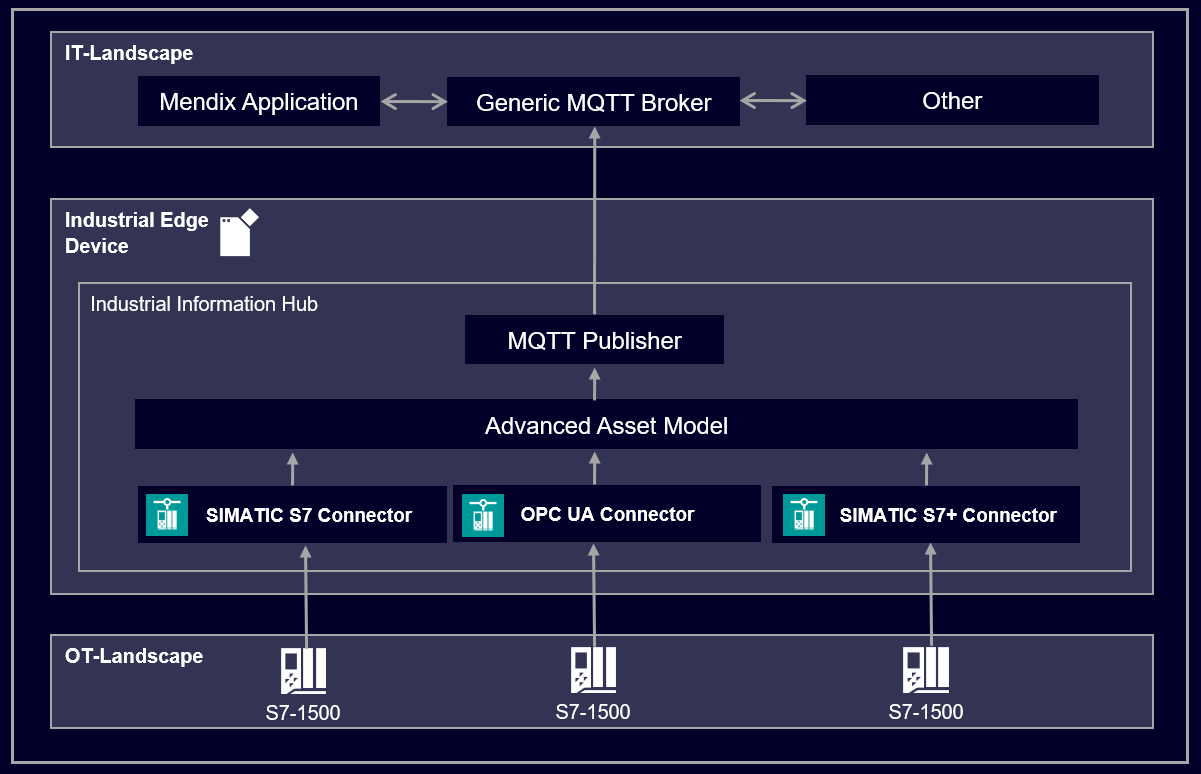 IT-Landscape
Mendix Application
Generic MQTT Broker
Other
Industrial Edge
Device
Industrial Information Hub
MQTT Publisher
Advanced Asset Model
SIMATIC S7 Connector
OPC UA Connector
SIMATIC S7+ Connector
OT-Landscape
S7-1500
S7-1500
S7-1500